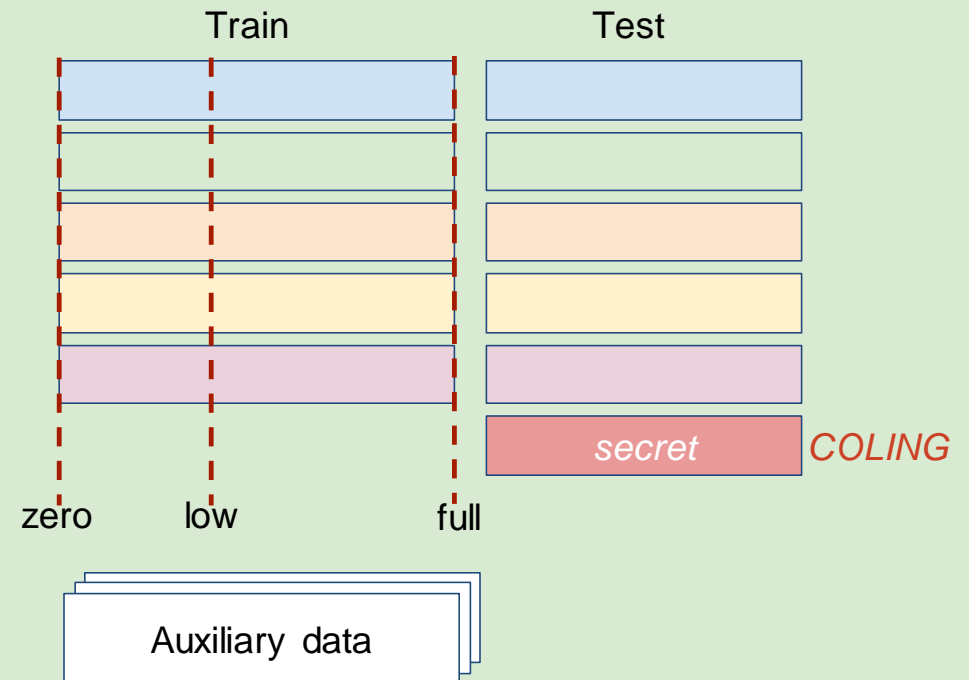 Train Test
secret COLING
zero low full
Auxiliary data